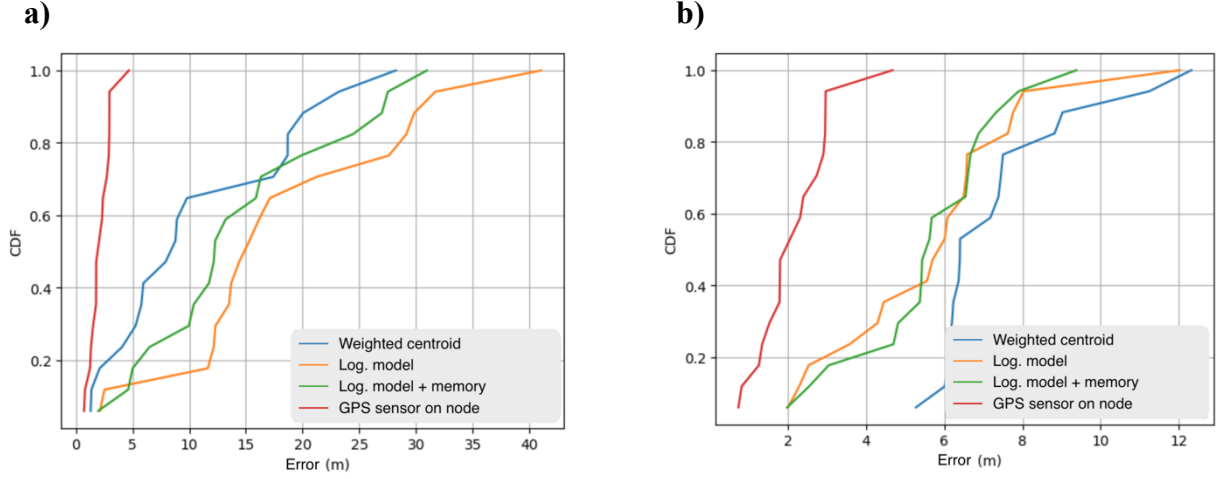 a)
1.0
0.8
0.6
0.4
0.2
CDF
0 5 10 15 20 25 30 35 40
Error (m)
Weighted centroid
Log. model
Log. model + memory
GPS sensor on node
b)
1.0
0.8
0.6
0.4
0.2
CDF
2 4 6 8 10 12
Error (m)
Weighted centroid
Log. model
Log. model + memory
GPS sensor on node